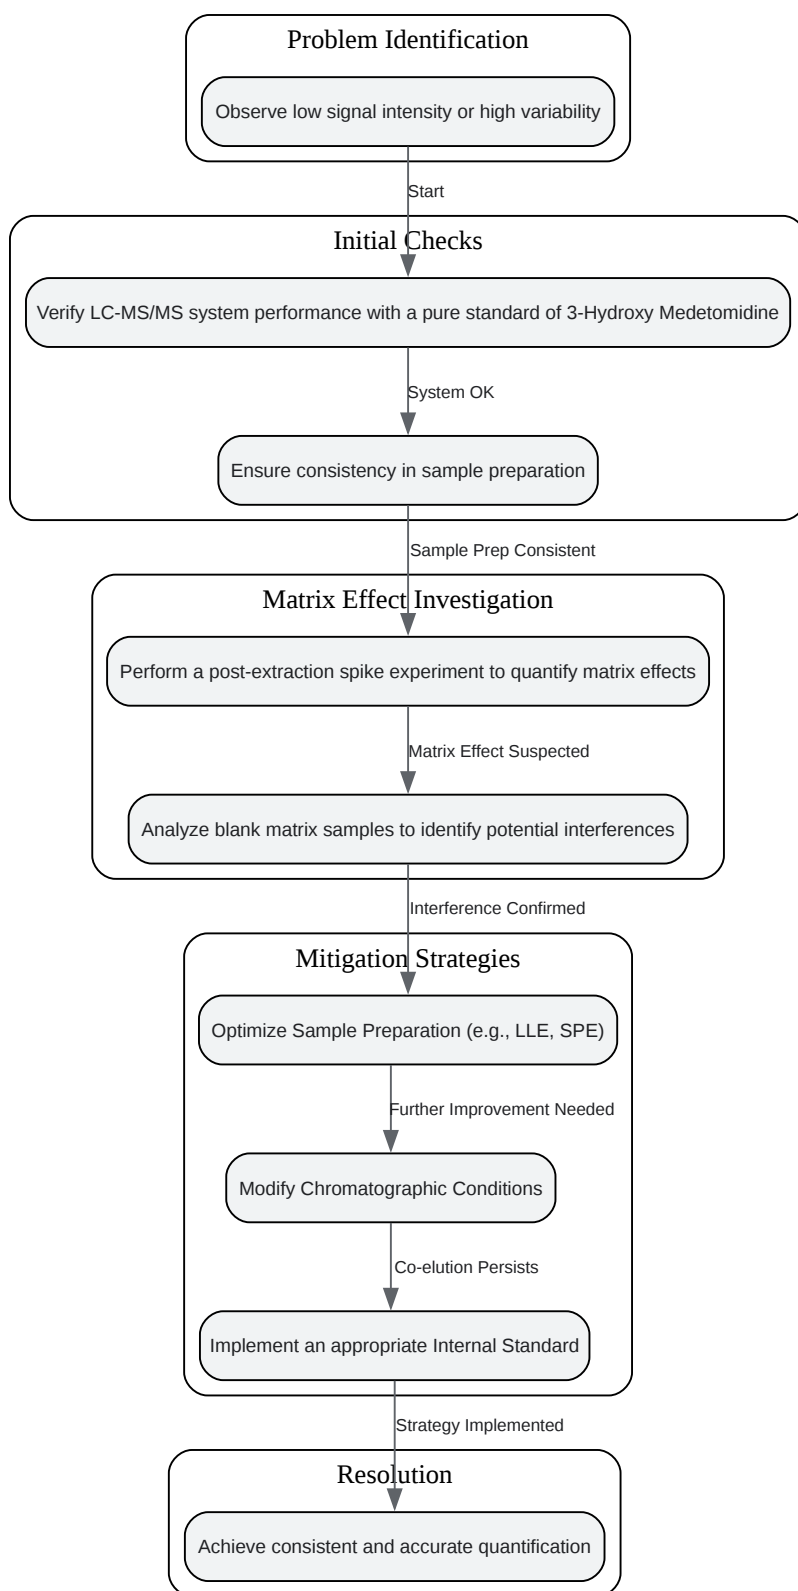 Problem Identification
Observe low signal intensity or high variability
Start
Initial Checks
Verify LC-MS/MS system performance with a pure standard of 3-Hydroxy Medetomidine
System OK
Ensure consistency in sample preparation
Sample Prep Consistent
Matrix Effect Investigation
Perform a post-extraction spike experiment to quantify matrix effects
Matrix Effect Suspected
Analyze blank matrix samples to identify potential interferences
Interference Confirmed
Mitigation Strategies
Optimize Sample Preparation (e.g., LLE, SPE)
Further Improvement Needed
Modify Chromatographic Conditions
Co-elution Persists
Implement an appropriate Internal Standard
Strategy Implemented
Resolution
Achieve consistent and accurate quantification